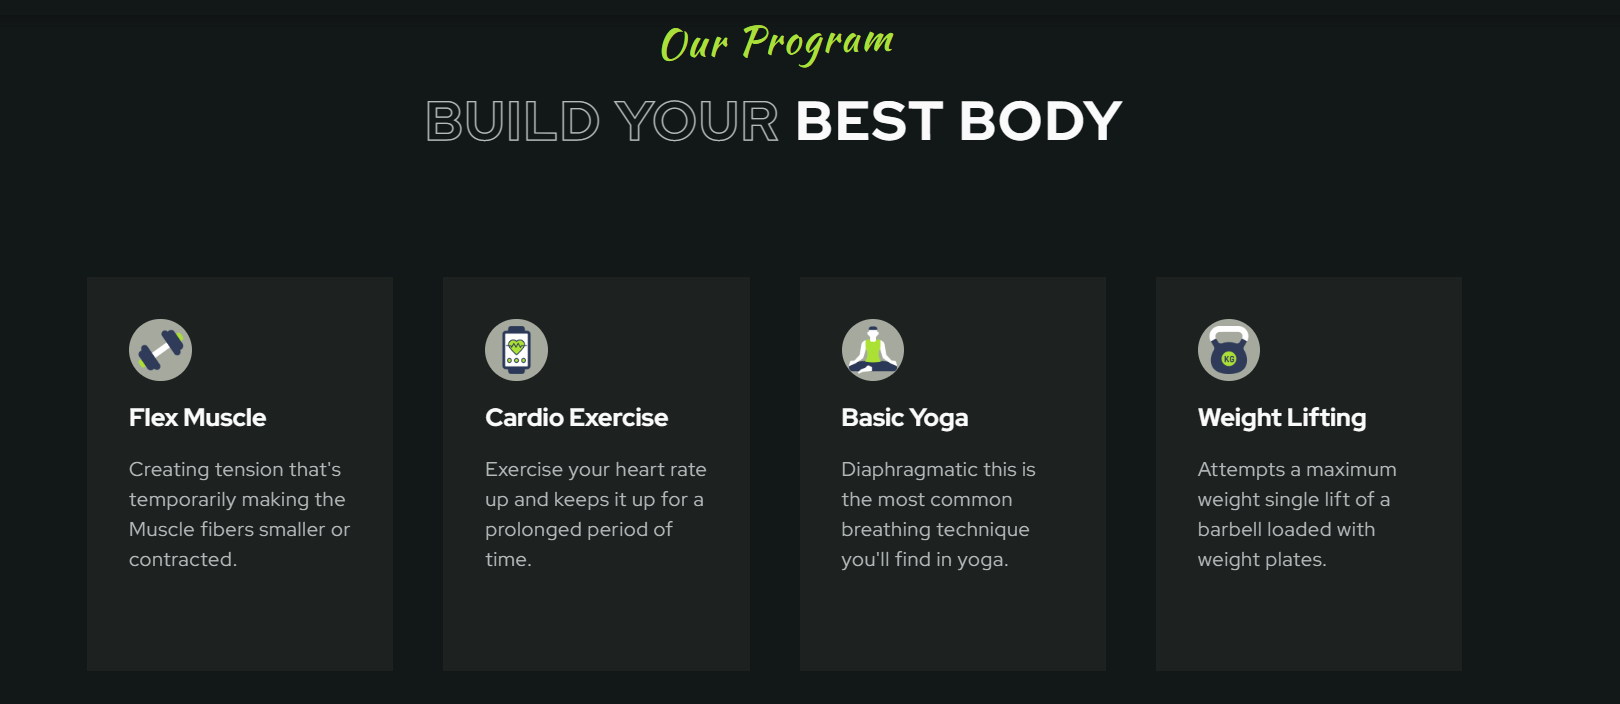 Our Program
BUILD YOUR BEST BODY
KG
Flex Muscle
Creating tension that's
temporarily making the
Muscle fibers smaller or
contracted.
Cardio Exercise
Exercise your heart rate
up and keeps it up for a
prolonged period of
time.
Basic Yoga
Diaphragmatic this is
the most common
breathing technique
you'll find in yoga.
Weight Lifting
Attempts a maximum
weight single lift of a
barbell loaded with
weight plates.